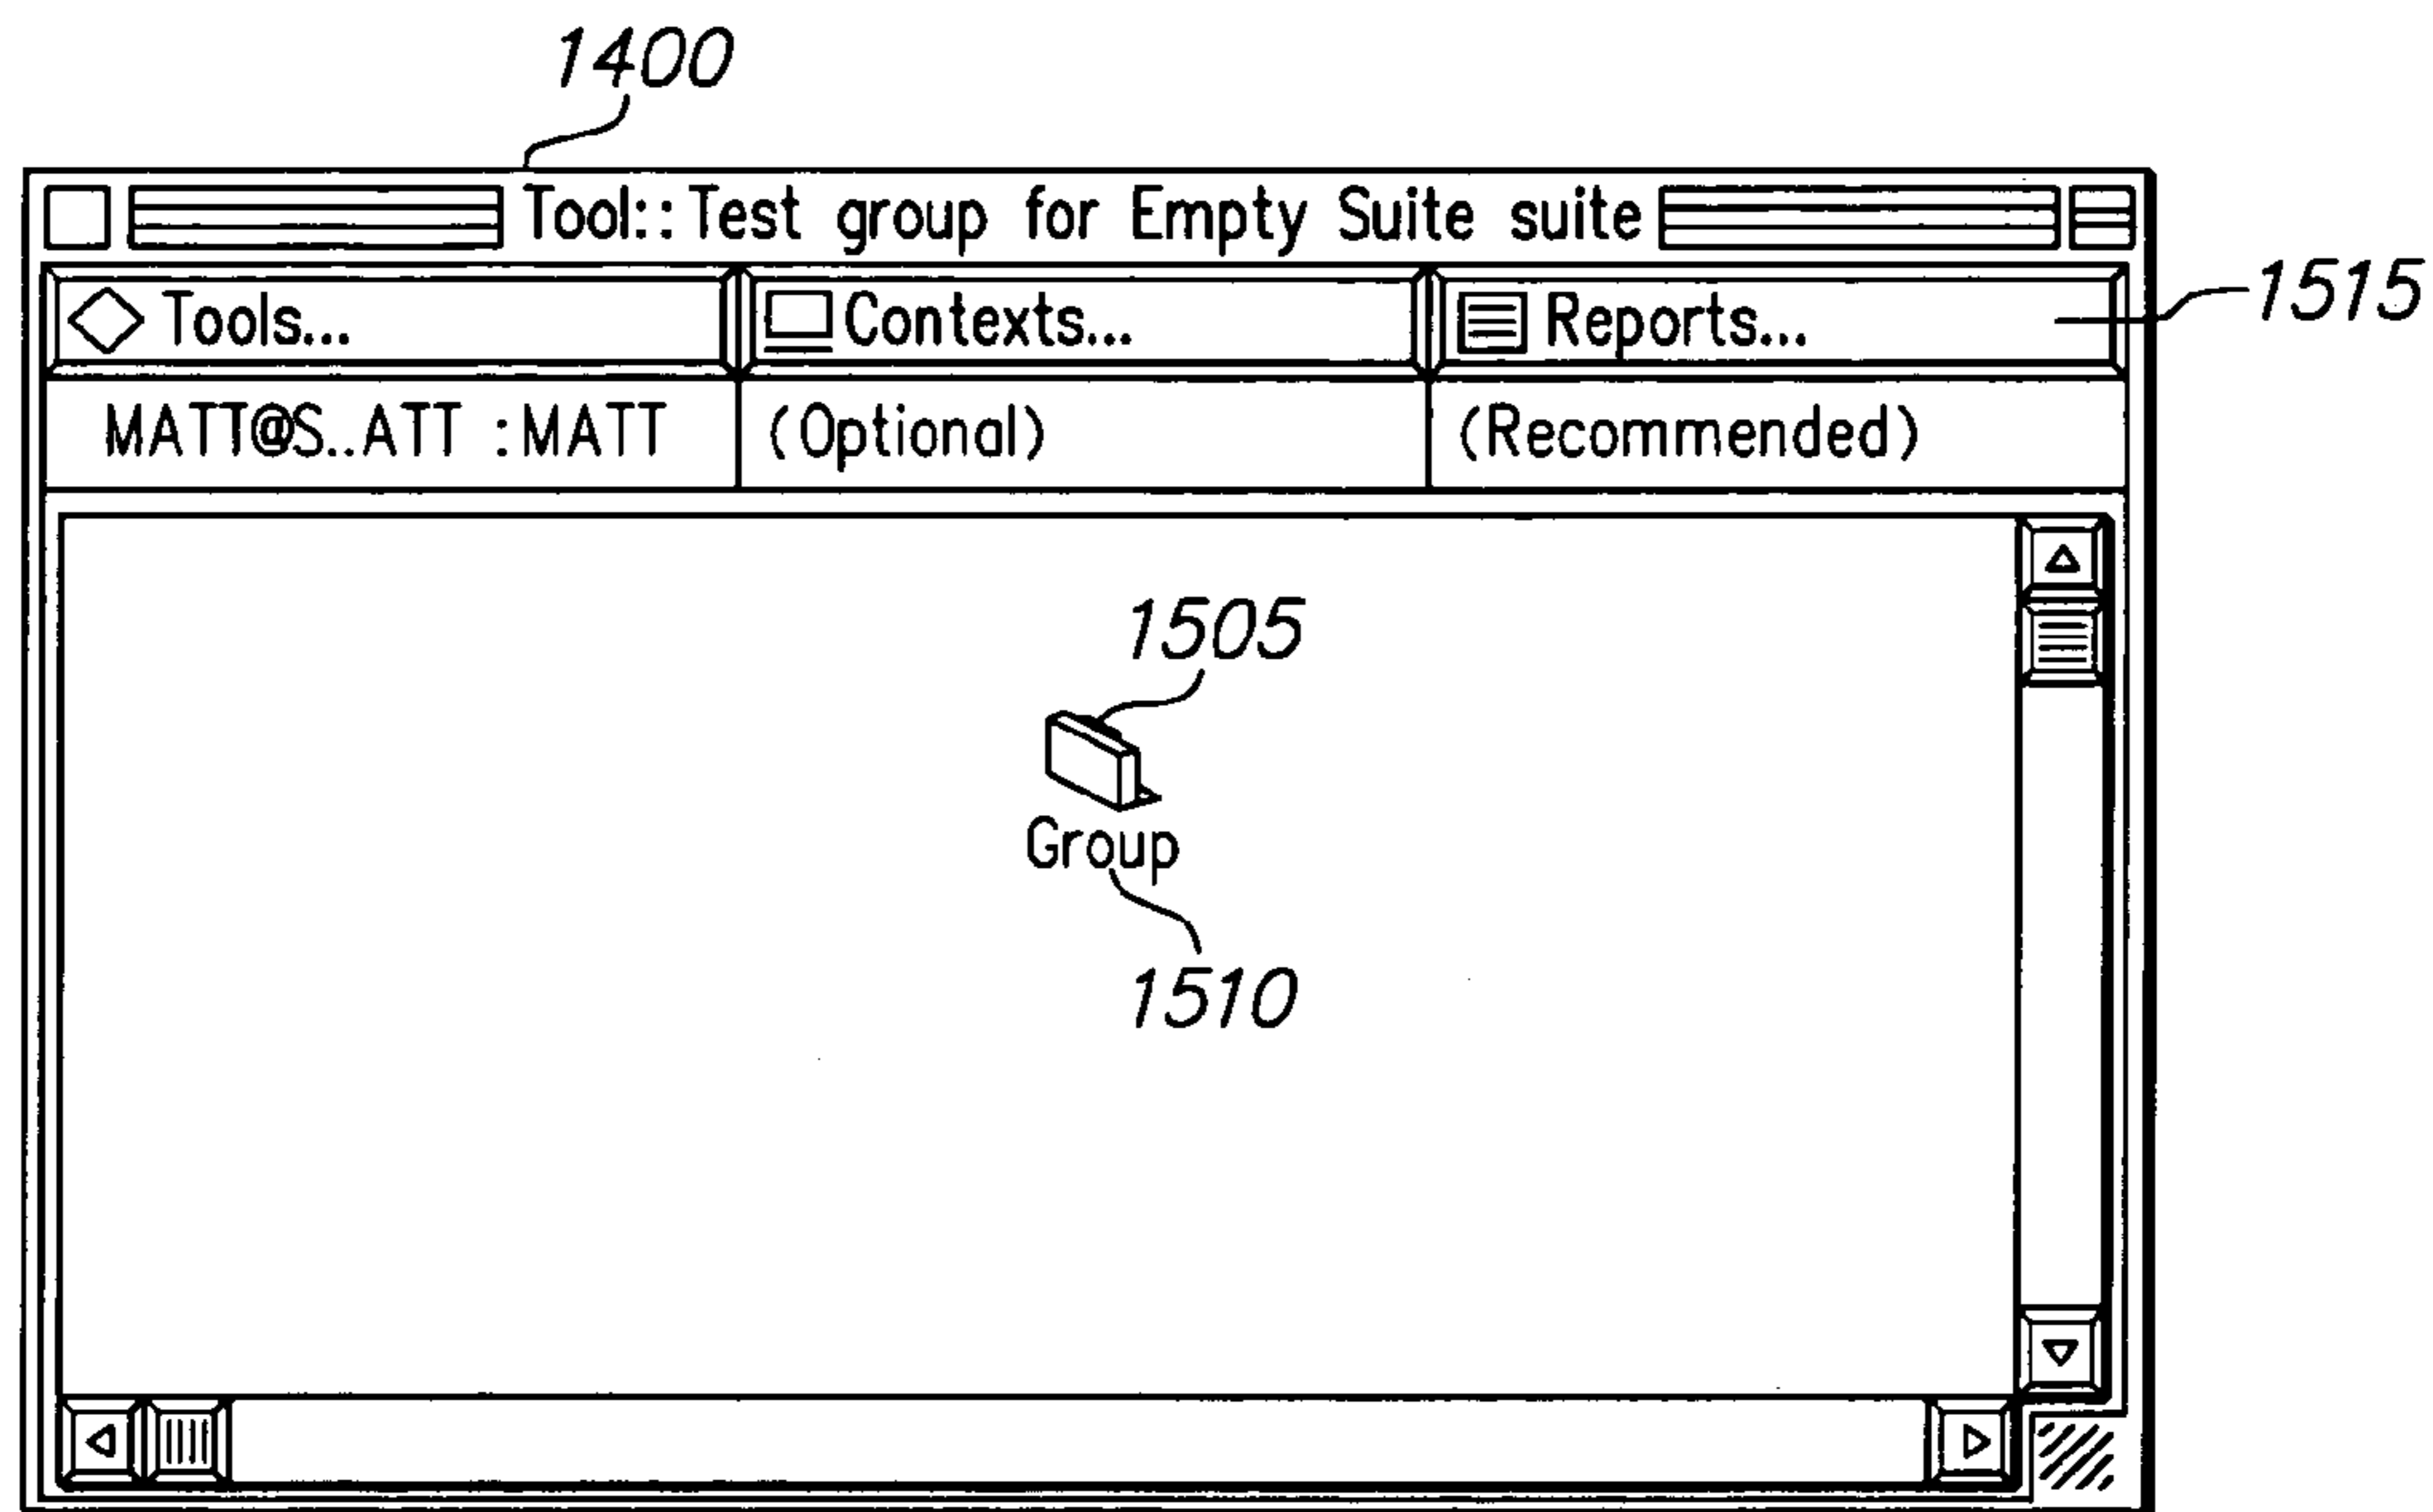 1400
Tool::Test group for Empty Suite suite
Tools... Contexts... Reports... 1515
MATT@S..ATT :MATT (Optional) (Recommended)
1505
Group
1510